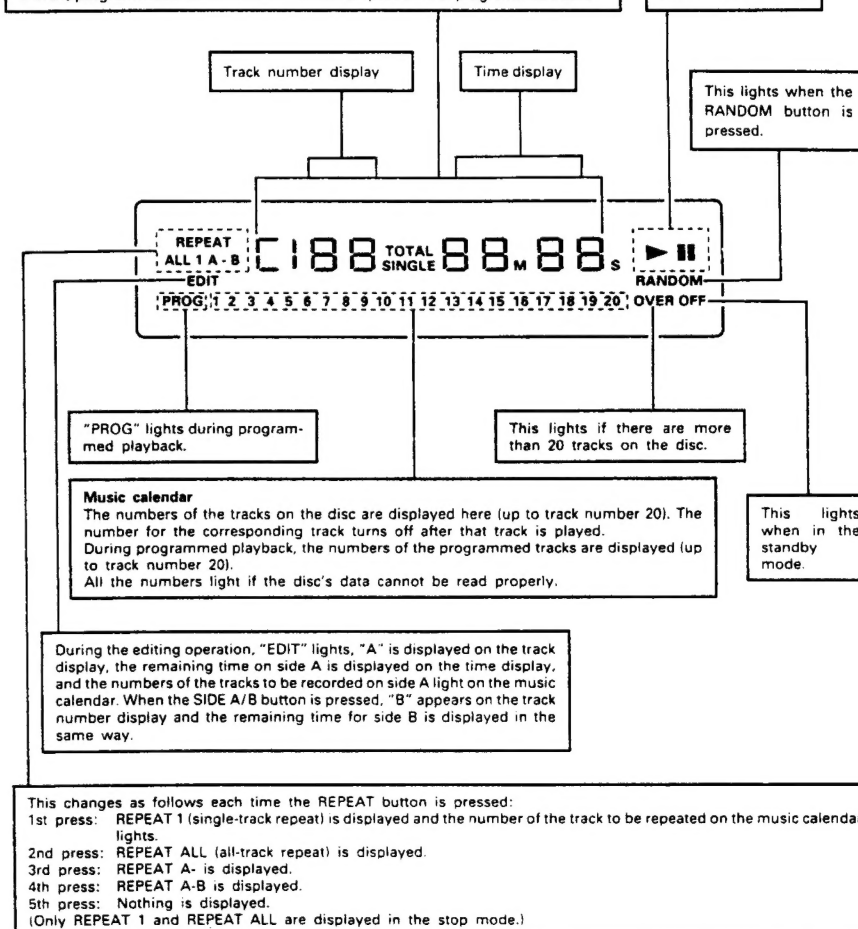 Track number display
Time display
This lights when the
RANDOM button is
pressed.
REPEAT
ALL 1 A - B
EDIT
TOTAL
SINGLE
88 M 88 S
RANDOM
PROG 1 2 3 4 5 6 7 8 9 10 11 12 13 14 15 16 17 18 19 20 OVER OFF
"PROG" lights during program-
med playback.
This lights if there are more
than 20 tracks on the disc.
Music calendar
The numbers of the tracks on the disc are displayed here (up to track number 20). The
number for the corresponding track turns off after that track is played.
During programmed playback, the numbers of the programmed tracks are displayed (up
to track number 20).
All the numbers light if the disc's data cannot be read properly.
This lights
when in the
standby
mode.
During the editing operation, "EDIT" lights, "A" is displayed on the track
display, the remaining time on side A is displayed on the time display,
and the numbers of the tracks to be recorded on side A light on the music
calendar. When the SIDE A/B button is pressed, "B" appears on the track
number display and the remaining time for side B is displayed in the
same way.
This changes as follows each time the REPEAT button is pressed:
1st press: REPEAT 1 (single-track repeat) is displayed and the number of the track to be repeated on the music calendar
lights.
2nd press: REPEAT ALL (all-track repeat) is displayed.
3rd press: REPEAT A- is displayed.
4th press: REPEAT A-B is displayed.
5th press: Nothing is displayed.
(Only REPEAT 1 and REPEAT ALL are displayed in the stop mode.)